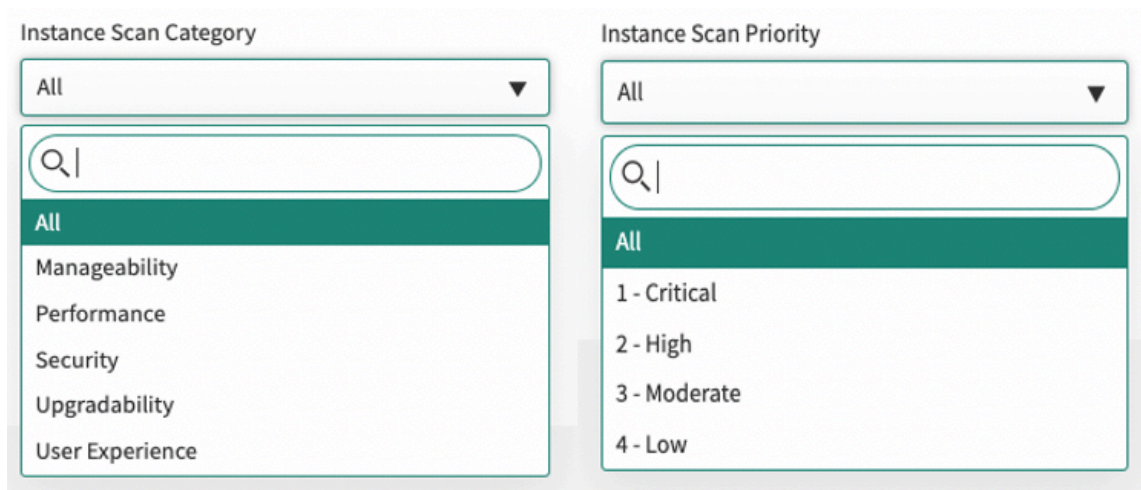 Instance Scan Category
All
All
Manageability
Performance
Security
Upgradability
User Experience
Instance Scan Priority
All
All
1 - Critical
2 - High
3 - Moderate
4 - Low